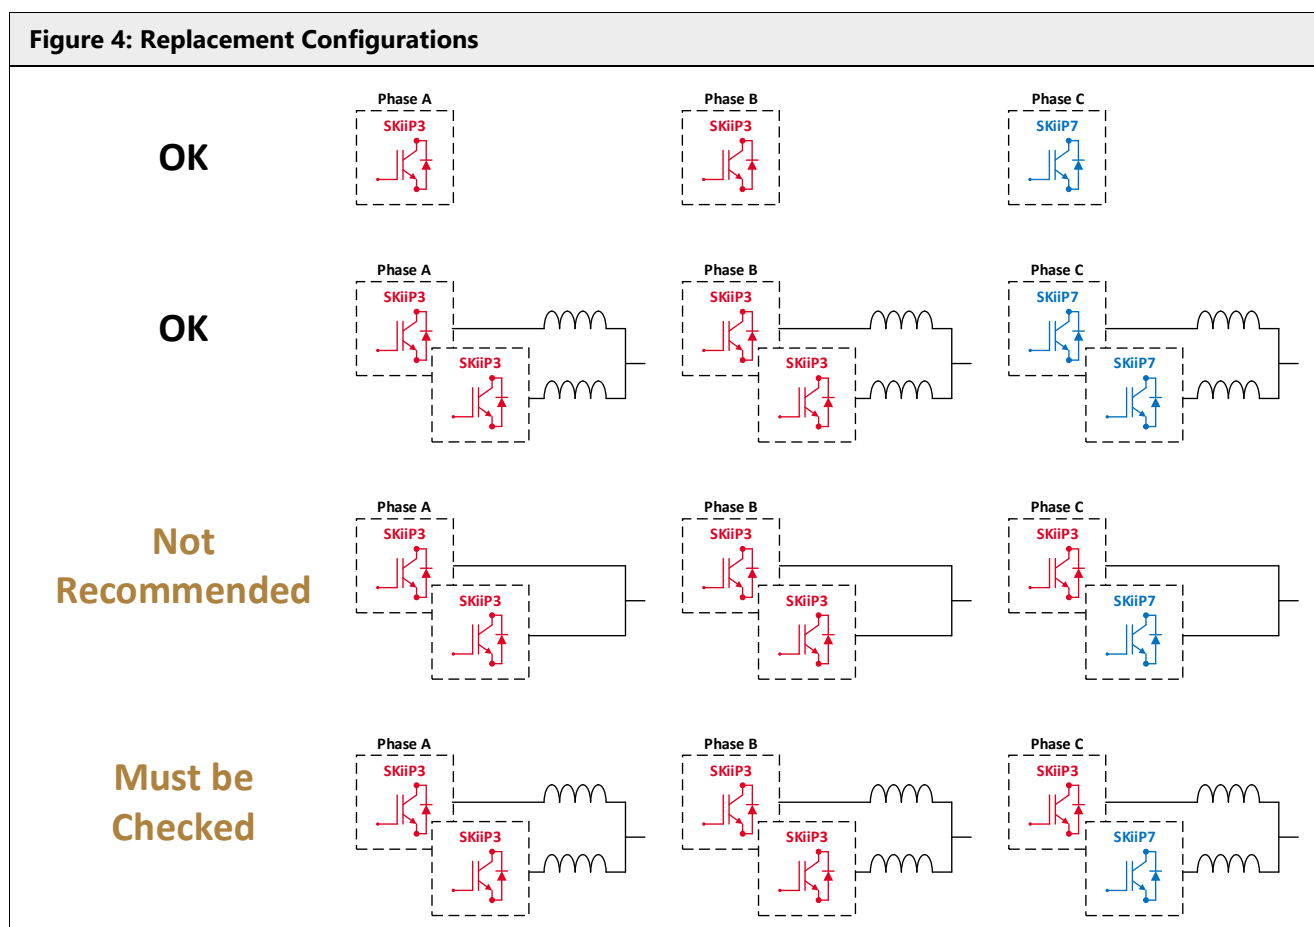 Figure 4: Replacement Configurations
Phase A
Phase B
Phase C
SKiiP3
SKiiP3
SKiiP7
OK
Phase A
Phase B
Phase C
SKiiP3
SKiiP3
SKiiP7
OK
SKiiP3
SKiiP3
SKiiP7
Phase A
Phase B
Phase C
SKiiP3
SKiiP3
SKiiP3
Not
Recommended
SKiiP3
SKiiP3
SKiiP7
Phase A
Phase B
Phase C
SKiiP3
SKiiP3
SKiiP3
Must be
Checked
SKiiP3
SKiiP3
SKiiP7